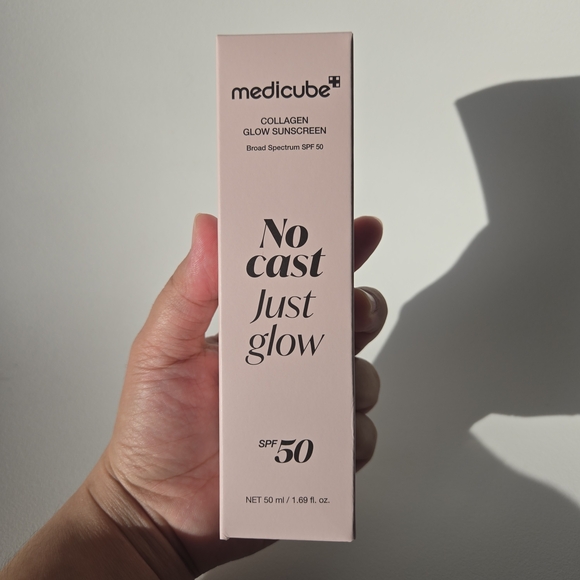 medicube
COLLAGEN
GLOW SUNSCREEN
Broad Spectrum SPF 50
No
cast
Just
glow
SPF 50
NET 50 ml / 1.69 fl. oz.